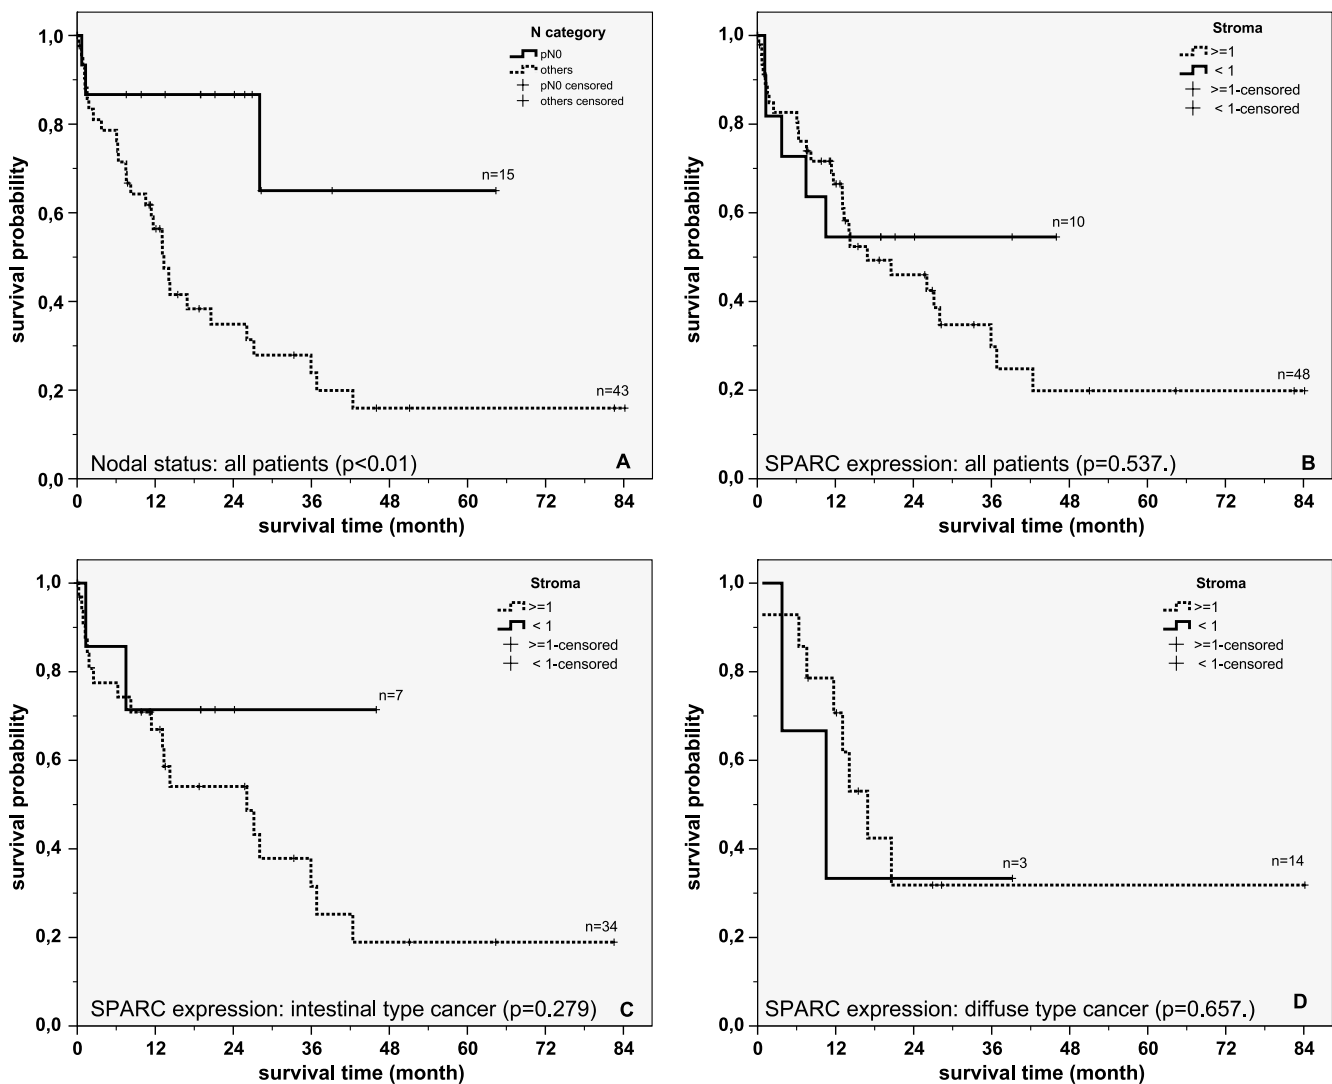 N category
pN0
others
pN0 censored
others censored
1,0
0,8
0,6
0,4
0,2
0,0
survival probability
n=15
n=43
Nodal status: all patients (p<0.01)
A
0 12 24 36 48 60 72 84
survival time (month)
Stroma
>=1
< 1
>=1-censored
< 1-censored
1,0
0,8
0,6
0,4
0,2
0,0
survival probability
n=10
n=48
SPARC expression: all patients (p=0.537.)
B
0 12 24 36 48 60 72 84
survival time (month)
Stroma
>=1
< 1
>=1-censored
< 1-censored
1,0
0,8
0,6
0,4
0,2
0,0
survival probability
n=7
n=34
SPARC expression: intestinal type cancer (p=0.279)
C
0 12 24 36 48 60 72 84
survival time (month)
Stroma
>=1
< 1
>=1-censored
< 1-censored
1,0
0,8
0,6
0,4
0,2
0,0
survival probability
n=3
n=14
SPARC expression: diffuse type cancer (p=0.657.)
D
0 12 24 36 48 60 72 84
survival time (month)